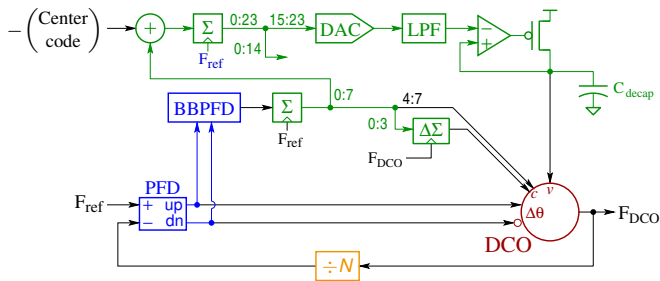 − (Center code)
+
Σ
F_ref
0:23
15:23
0:14
DAC
LPF
−
+
C_decap
0:7
BBPFD
Σ
F_ref
4:7
0:3
ΔΣ
F_DCO
F_ref
PFD
+ up
− dn
c v
Δθ
DCO
F_DCO
÷N